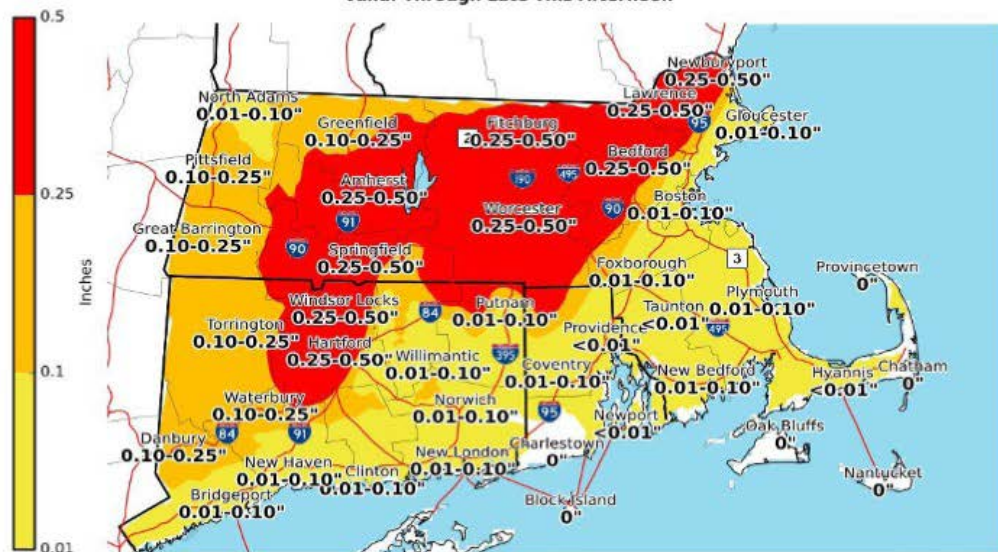 Valid: Through Late This Afternoon
0.5
Newburyport
0.25-0.50"
Lawrence
0.25-0.50"
North Adams
0.01-0.10"
Greenfield
0.10-0.25"
2
Fitchburg
0.25-0.50"
95
Gloucester
0.01-0.10"
Pittsfield
0.10-0.25"
Bedford
0.25-0.50"
Amherst
0.25-0.50"
190
495
0.25
Worcester
0.25-0.50"
Boston
0.01-0.10"
91
90
Great Barrington
0.10-0.25"
90
Springfield
0.25-0.50"
Foxborough
0.01-0.10"
3
Provincetown
0"
Inches
Windsor Locks
0.25-0.50"
Putnam
0.01-0.10"
84
Taunton
<0.01"
Plymouth
0.01-0.10"
495
Torrington
0.10-0.25"
Hartford
0.25-0.50"
Providence
<0.01"
395
Willimantic
0.01-0.10"
Coventry
0.01-0.10"
New Bedford
0.01-0.10"
Hyannis
<0.01"
Chatham
0"
0.1
Waterbury
0.10-0.25"
Norwich
0.01-0.10"
95
Newport
<0.01"
Oak Bluffs
0"
84
91
Danbury
0.10-0.25"
Charlestown
0"
New Haven
0.01-0.10"
Clinton
0.01-0.10"
New London
0.01-0.10"
Nantucket
0"
Bridgeport
0.01-0.10"
Block Island
0"
0.01